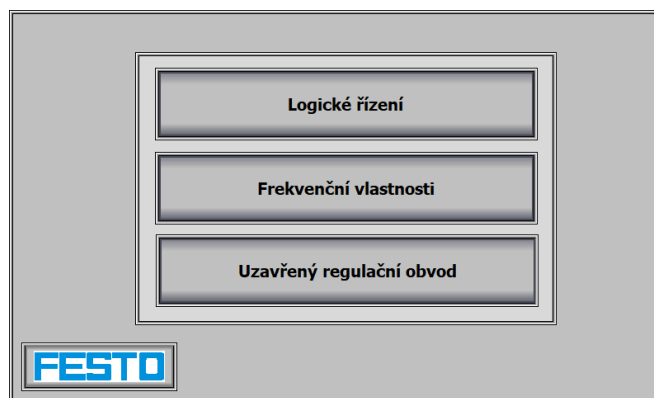 Logické řízení
Frekvenční vlastnosti
Uzavřený regulační obvod
FESTO